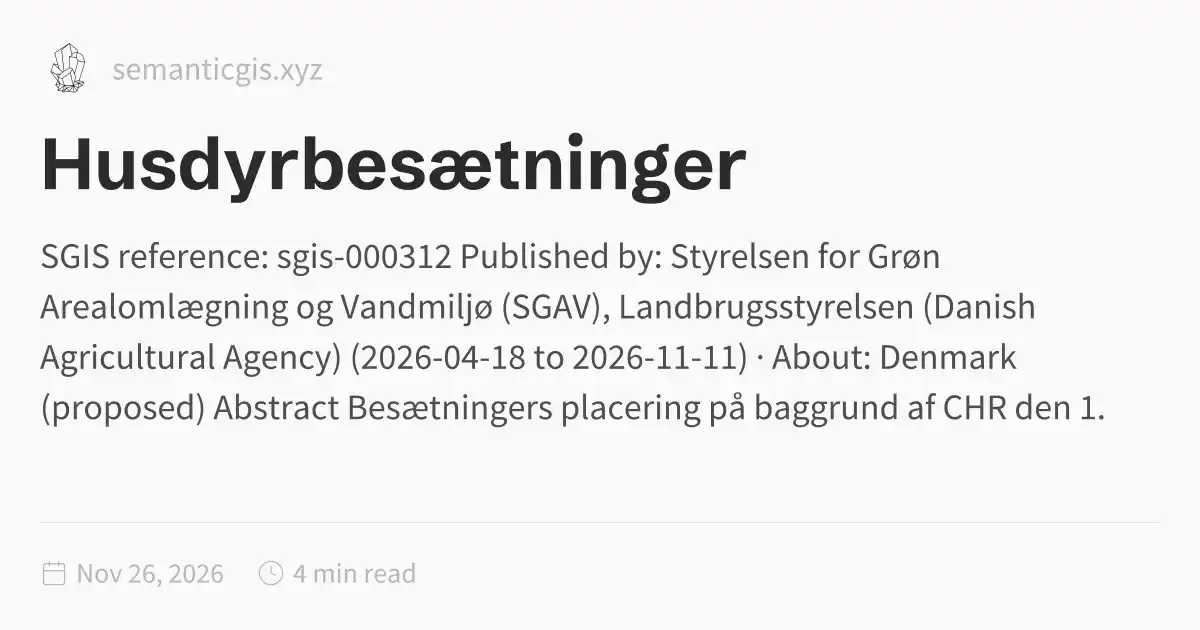 semanticgis.xyz
Husdyrbesætninger
SGIS reference: sgis-000312 Published by: Styrelsen for Grøn
Arealomlægning og Vandmiljø (SGAV), Landbrugsstyrelsen (Danish
Agricultural Agency) (2026-04-18 to 2026-11-11) · About: Denmark
(proposed) Abstract Besætningers placering på baggrund af CHR den 1.
Nov 26, 2026 4 min read